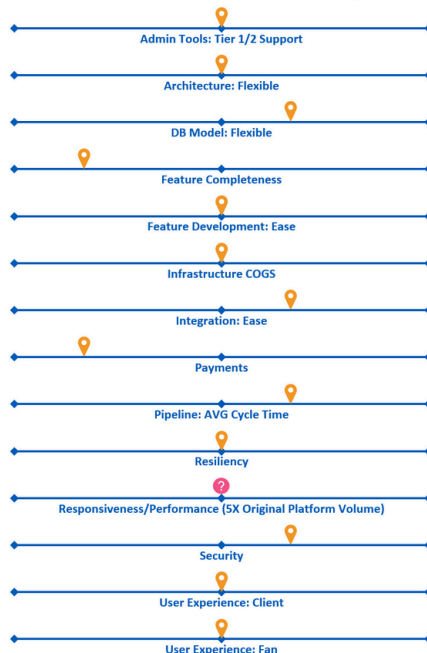 Admin Tools: Tier 1/2 Support
Architecture: Flexible
DB Model: Flexible
Feature Completeness
Feature Development: Ease
Infrastructure COGS
Integration: Ease
Payments
Pipeline: AVG Cycle Time
Resiliency
?
Responsiveness/Performance (5X Original Platform Volume)
Security
User Experience: Client
User Experience: Fan